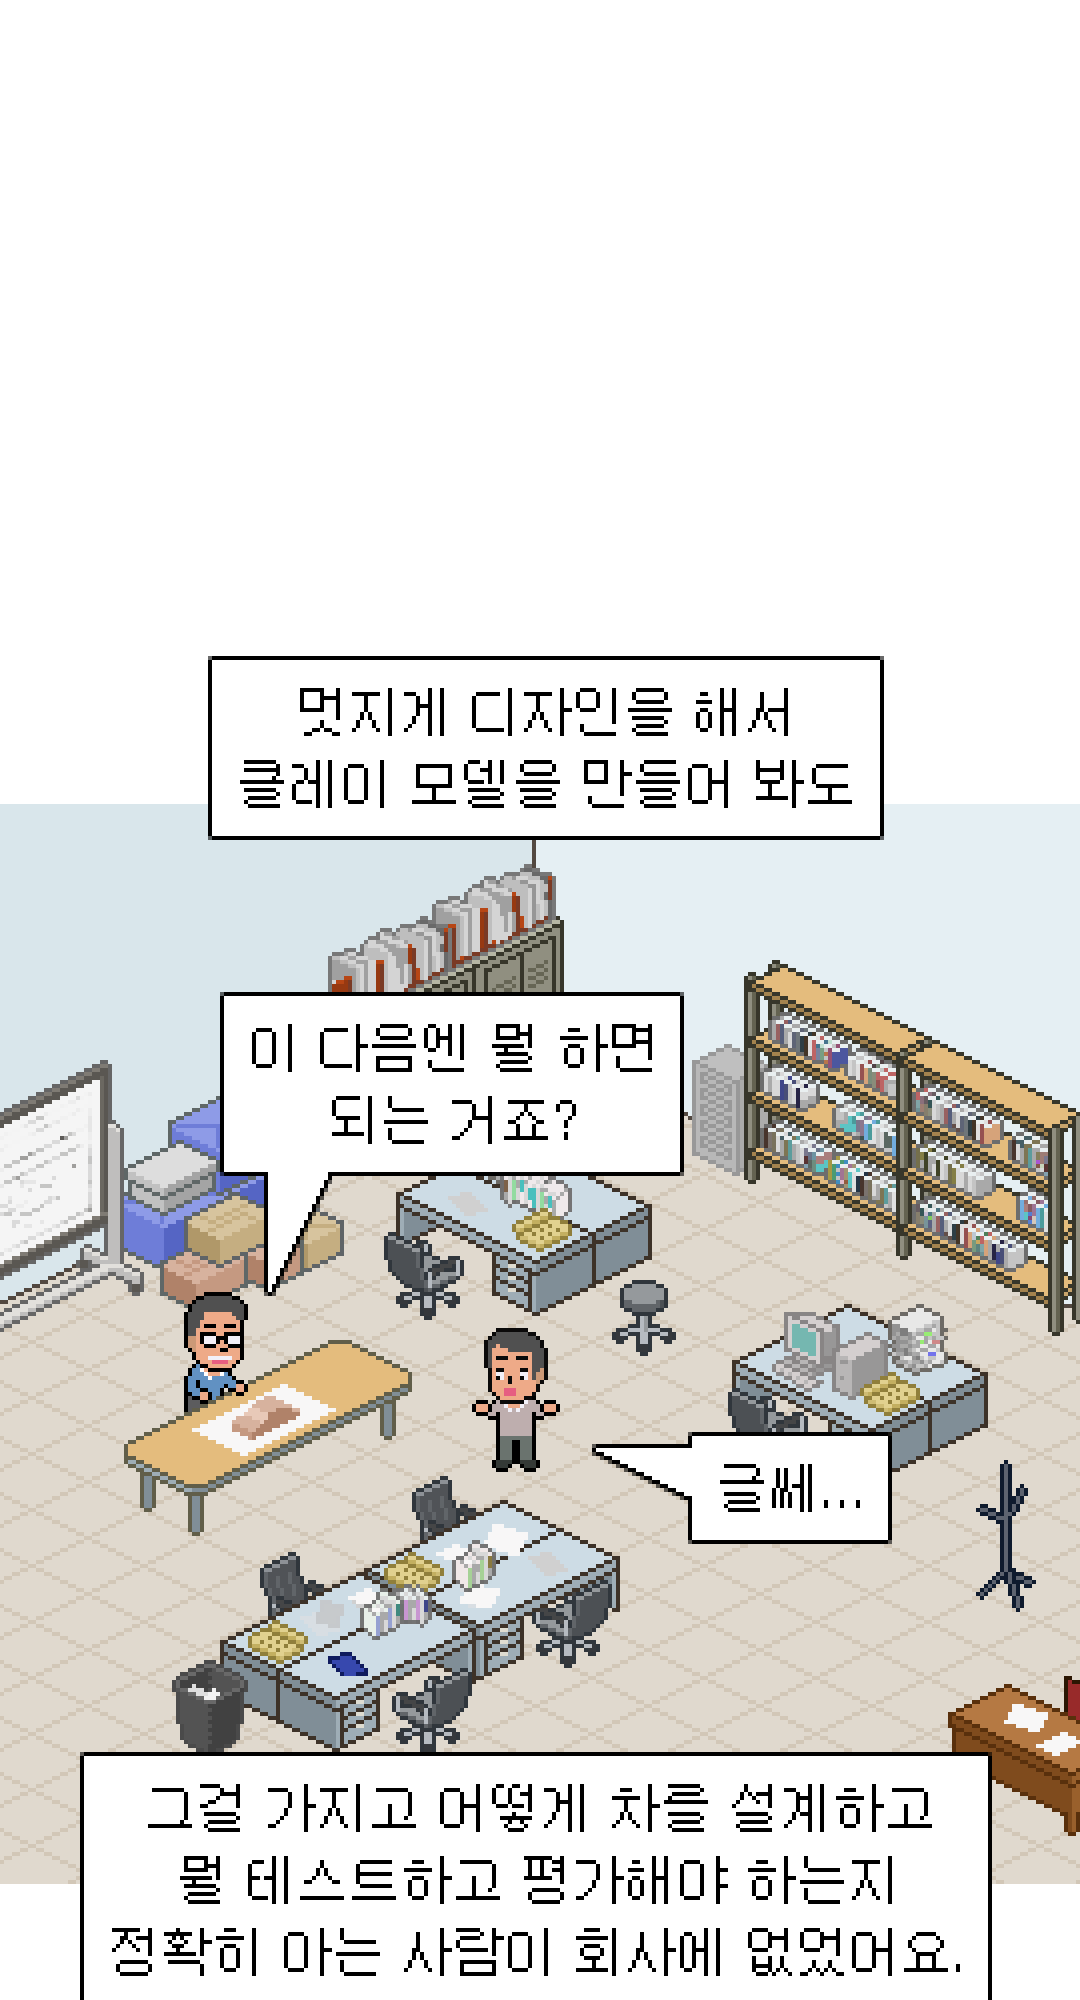 멋지게 디자인을 해서
클레이 모델을 만들어 봐도
이 다음엔 뭘 하면
되는 거죠?
글쎄...
그걸 가지고 어떻게 차를 설계하고
뭘 테스트하고 평가해야 하는지
정확히 아는 사람이 회사에 없었어요.